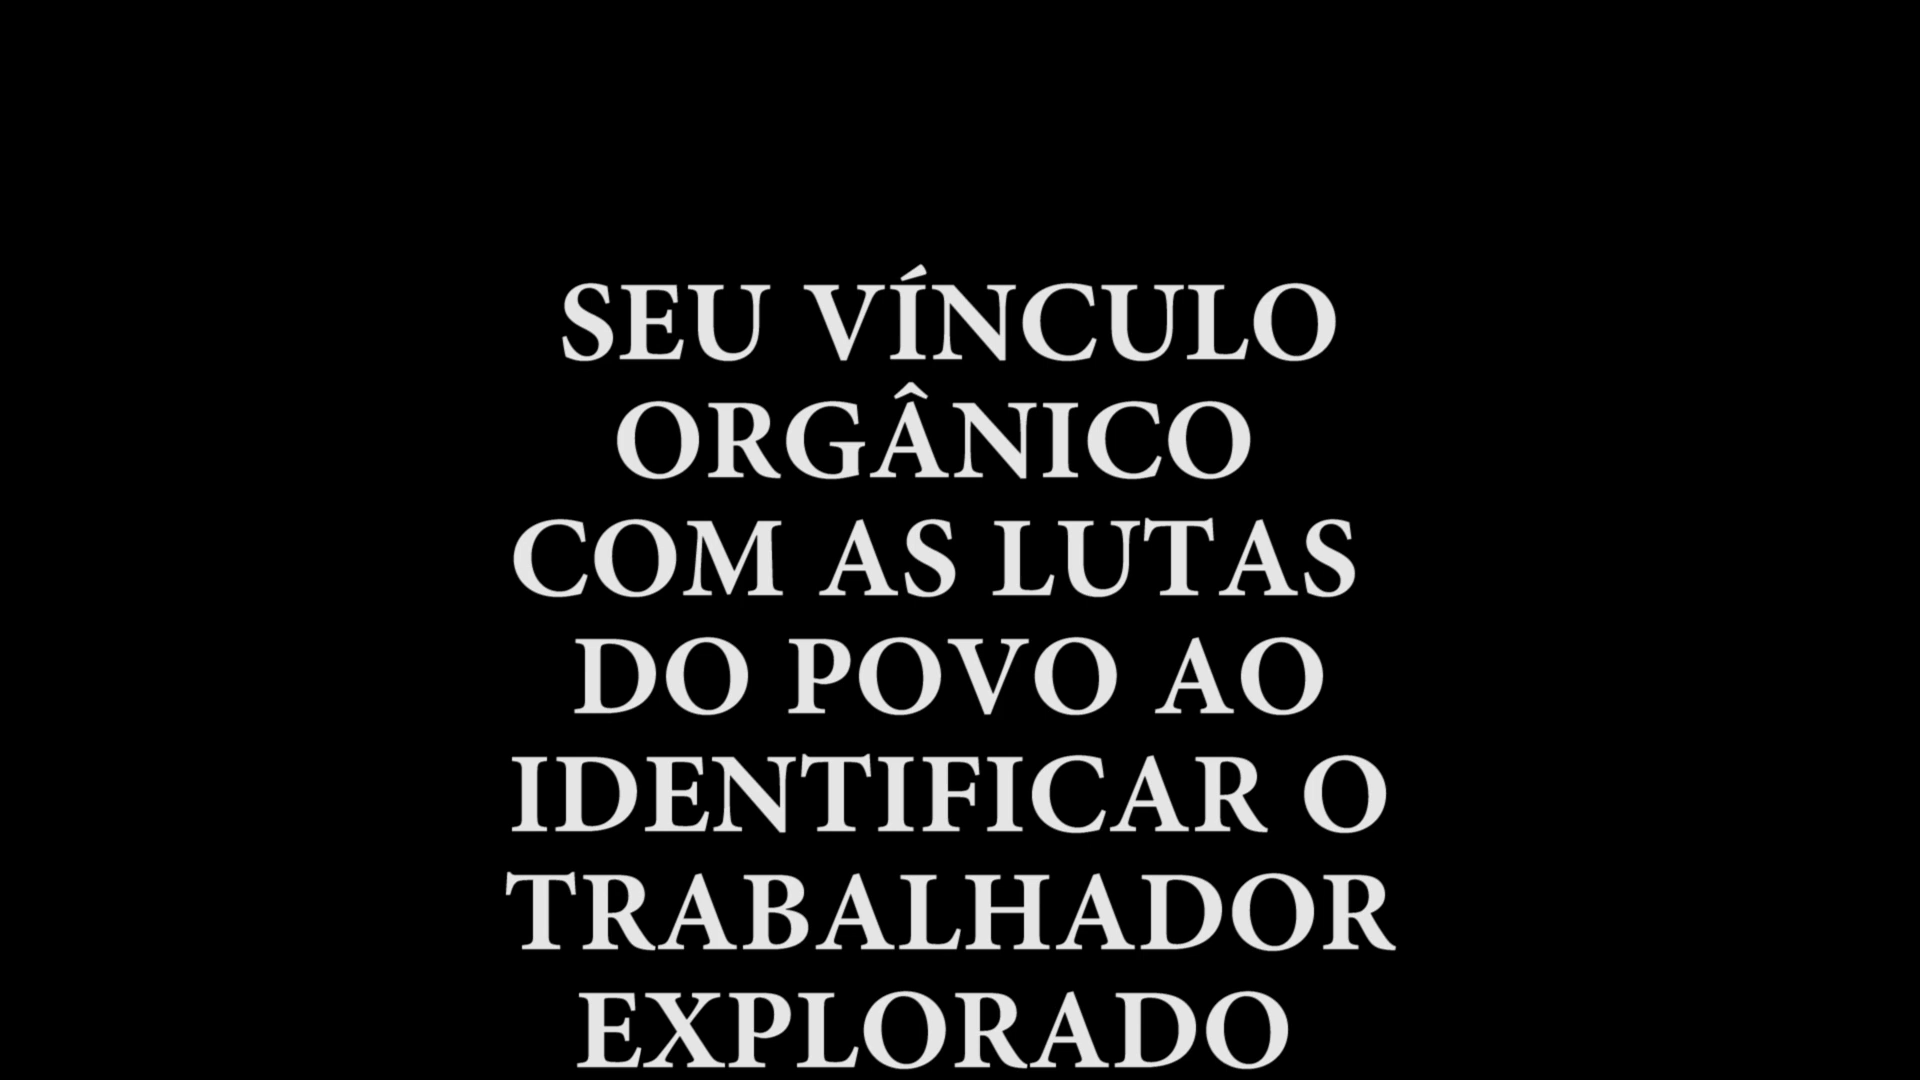 SEU VÍNCULO
ORGÂNICO
COM AS LUTAS
DO POVO AO
IDENTIFICAR O
TRABALHADOR
EXPLORADO